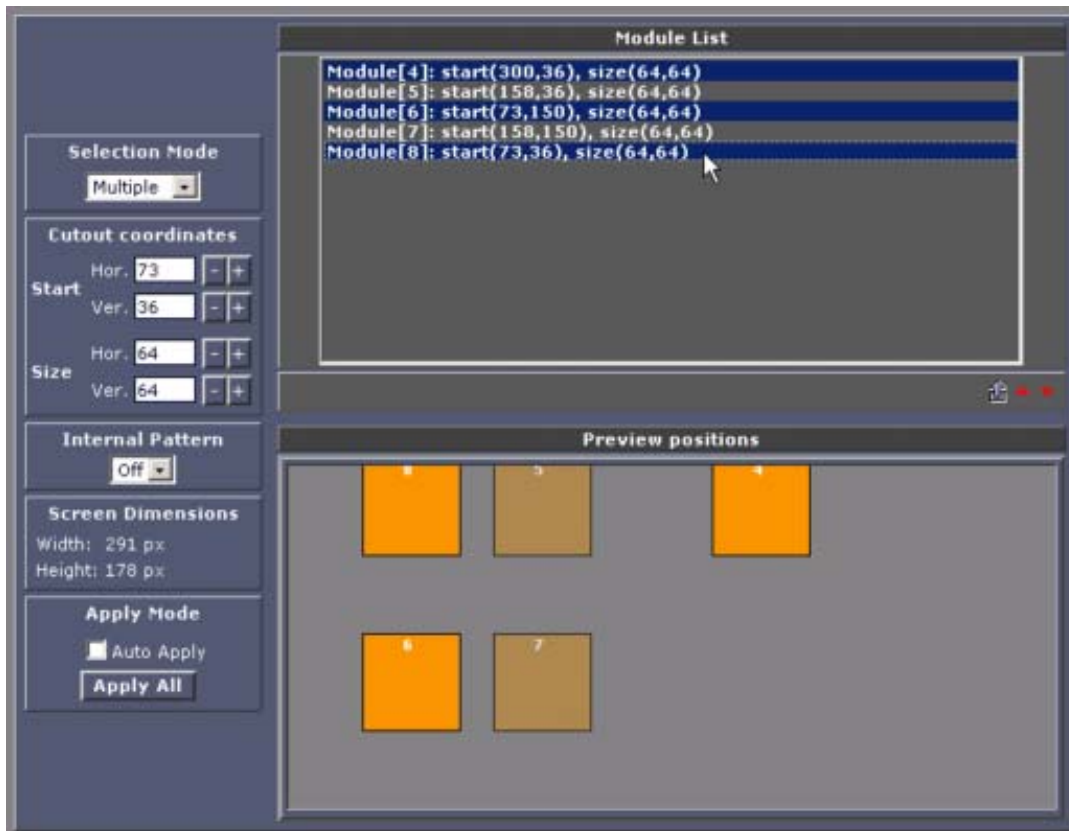 Module List
Module[4]: start(300,36), size(64,64)
Module[5]: start(158,36), size(64,64)
Module[6]: start(73,150), size(64,64)
Module[7]: start(158,150), size(64,64)
Module[8]: start(73,36), size(64,64)
Selection Mode
Multiple
Cutout coordinates
Start
Hor. 73 - +
Ver. 36 - +
Size
Hor. 64 - +
Ver. 64 - +
Internal Pattern
Off
Screen Dimensions
Width: 291 px
Height: 178 px
Apply Mode
Auto Apply
Apply All
Preview positions
8 5 4
6 7